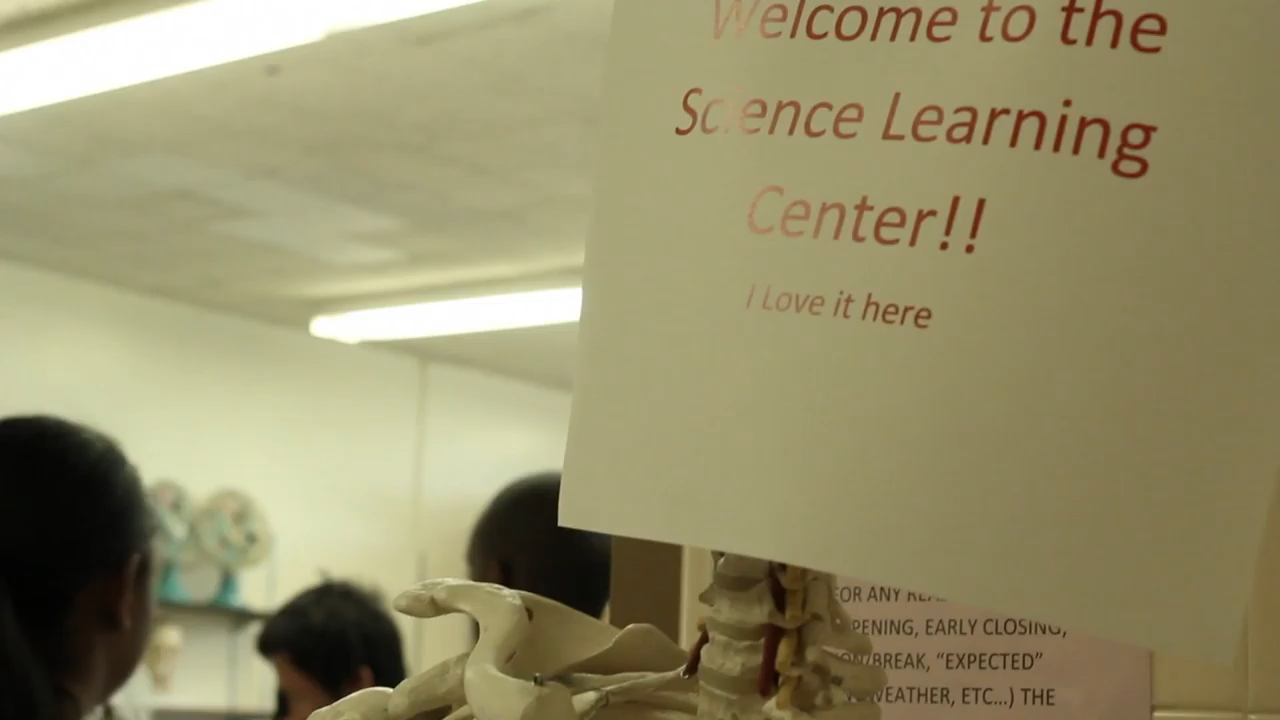 Welcome to the
Science Learning
Center!!
I Love it here
FOR ANY
PENING, EARLY CLOSING,
ON/BREAK, “EXPECTED”
WEATHER, ETC...) THE